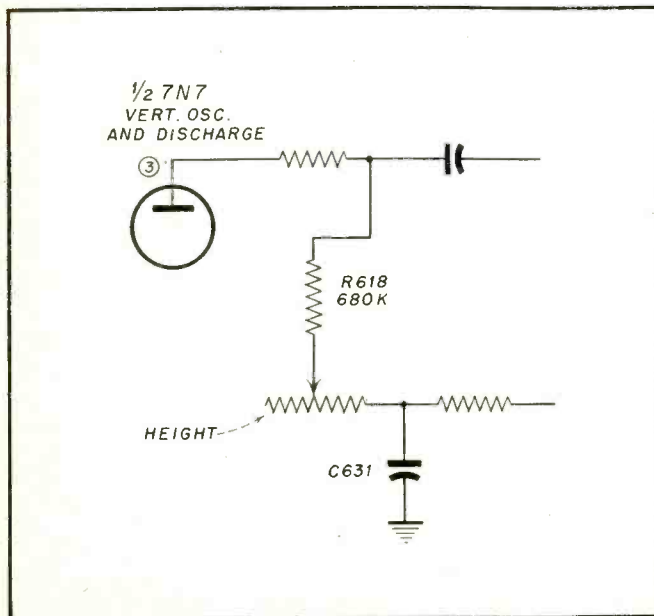 ½ 7N7
VERT. OSC.
AND DISCHARGE
3
R618
680K
HEIGHT
C631